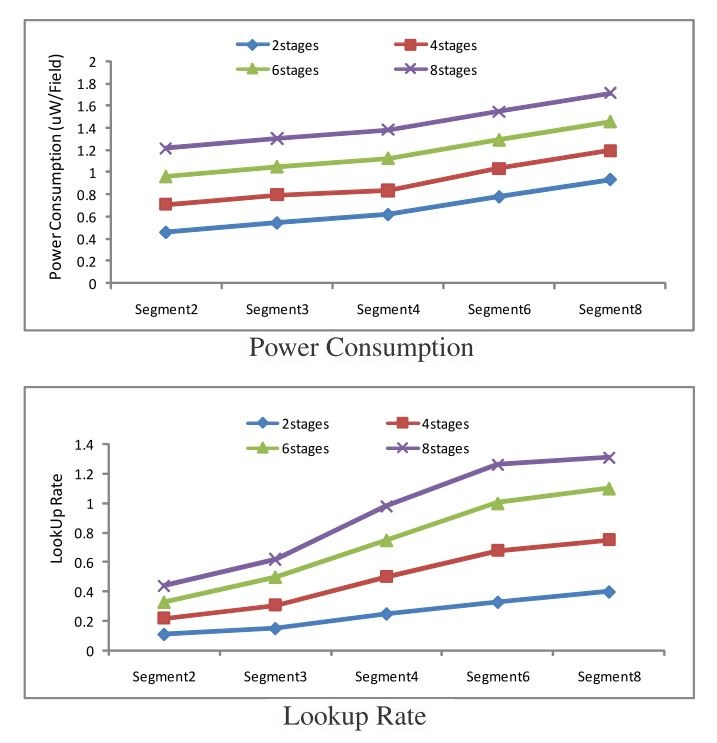 2stages 4stages
6stages 8stages
Power Consumption (uW/Field)
2
1.8
1.6
1.4
1.2
1
0.8
0.6
0.4
0.2
0
Segment2 Segment3 Segment4 Segment6 Segment8
Power Consumption
2stages 4stages
6stages 8stages
LookUp Rate
1.4
1.2
1
0.8
0.6
0.4
0.2
0
Segment2 Segment3 Segment4 Segment6 Segment8
Lookup Rate